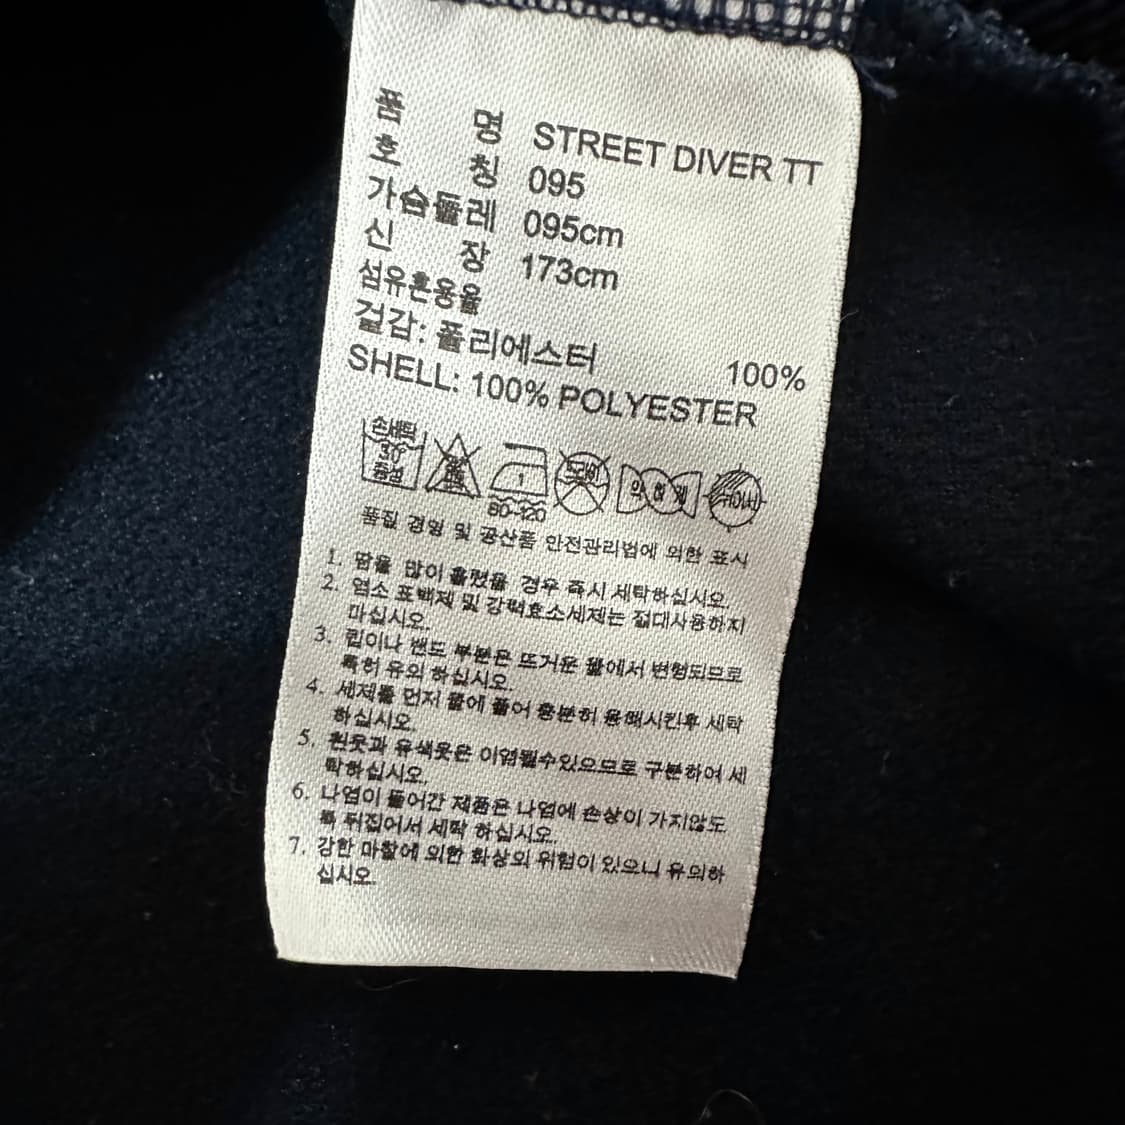 품 명 STREET DIVER TT
호 칭 095
가슴둘레 095cm
신 장 173cm
섬유혼용율
겉감: 폴리에스터 100%
SHELL: 100% POLYESTER
손세탁 30° 중성
1 80-120
드라이
뉘어서
품질 경영 및 공산품 안전관리법에 의한 표시
1. 땀을 많이 흘렸을 경우 즉시 세탁하십시오.
2. 염소 표백제 및 강력효소세제는 절대사용하지
마십시오.
3. 립이나 밴드 부분은 뜨거운 물에서 변형되므로
특히 유의 하십시오.
4. 세제를 먼저 물에 풀어 충분히 용해시킨후 세탁
하십시오.
5. 흰옷과 유색옷은 이염될수있으므로 구분하여 세
탁하십시오.
6. 나염이 들어간 제품은 나염에 손상이 가지않도
록 뒤집어서 세탁 하십시오.
7. 강한 마찰에 의한 화상의 위험이 있으니 유의하
십시오.